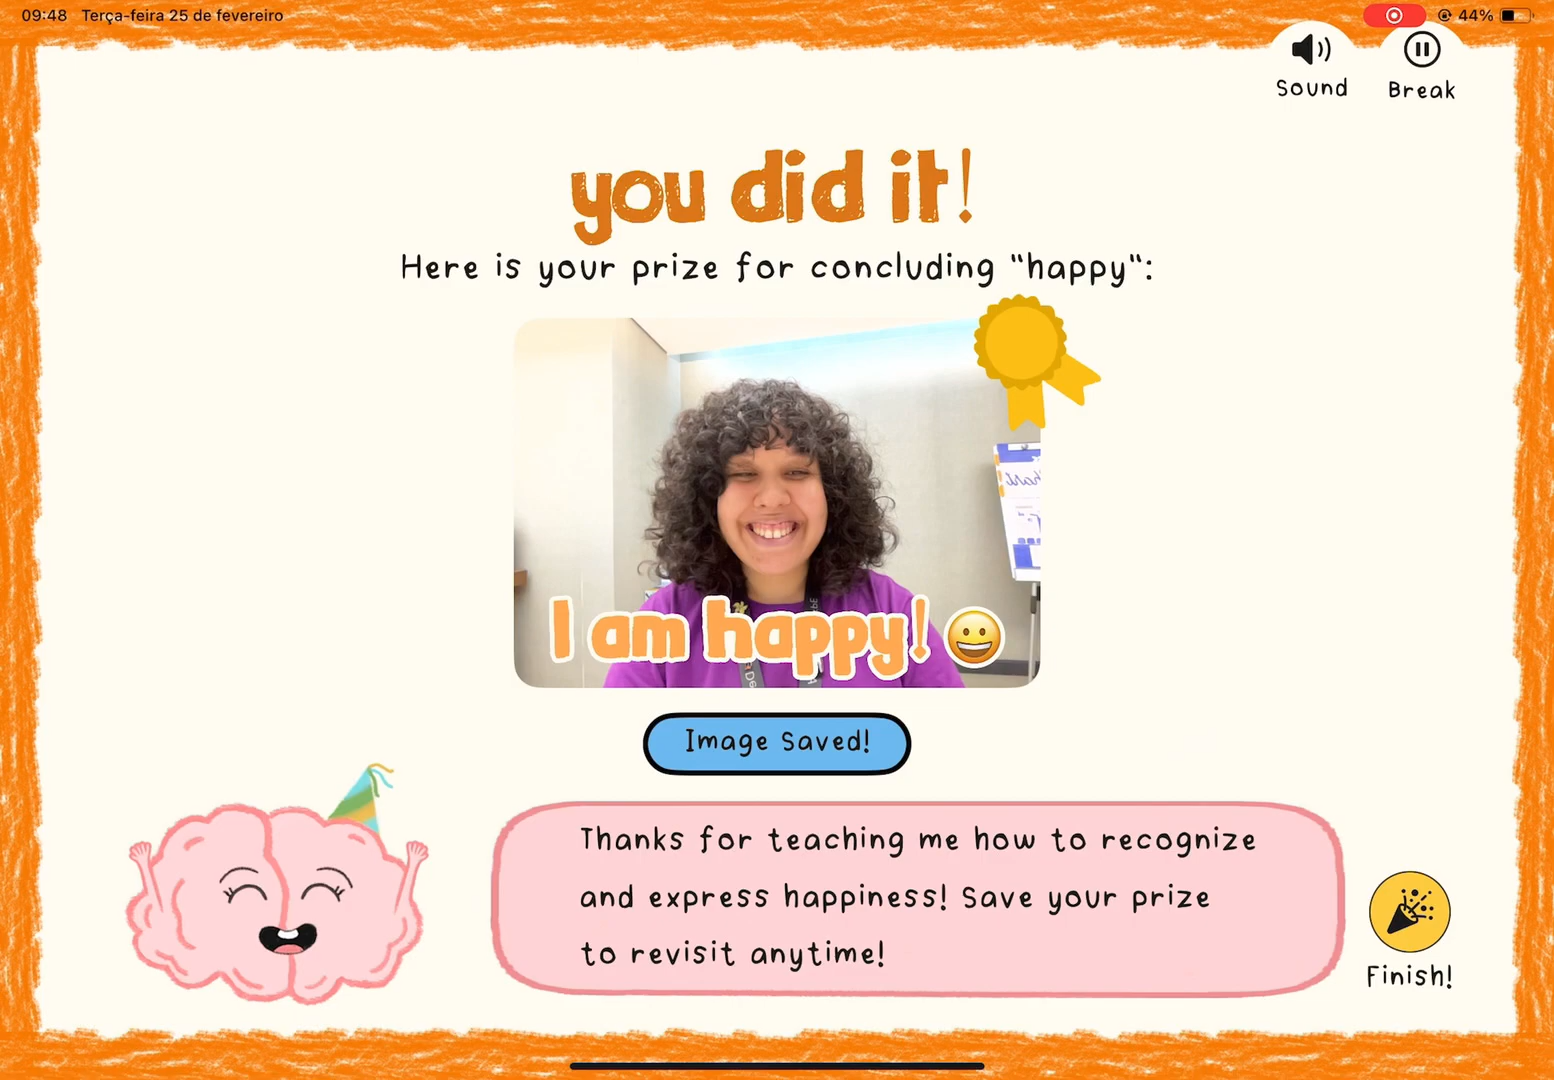 09:48 Terça-feira 25 de fevereiro
44%
Sound
Break
you did it!
Here is your prize for concluding "happy":
I am happy!
Image Saved!
Thanks for teaching me how to recognize
and express happiness! Save your prize
to revisit anytime!
Finish!